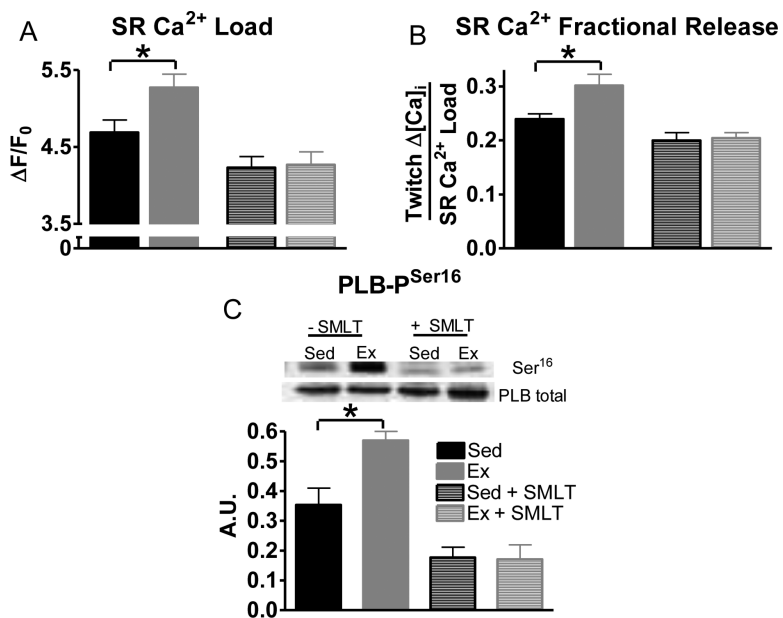 A
SR Ca2+ Load
*
5.5
4.5
3.5
0
ΔF/F0
B
SR Ca2+ Fractional Release
*
0.3
0.2
0.1
0.0
Twitch Δ[Ca]i
SR Ca2+ Load
C
PLB-PSer16
- SMLT
+ SMLT
Sed
Ex
Sed
Ex
Ser16
PLB total
*
0.6
0.5
0.4
0.3
0.2
0.1
0.0
A.U.
Sed
Ex
Sed + SMLT
Ex + SMLT